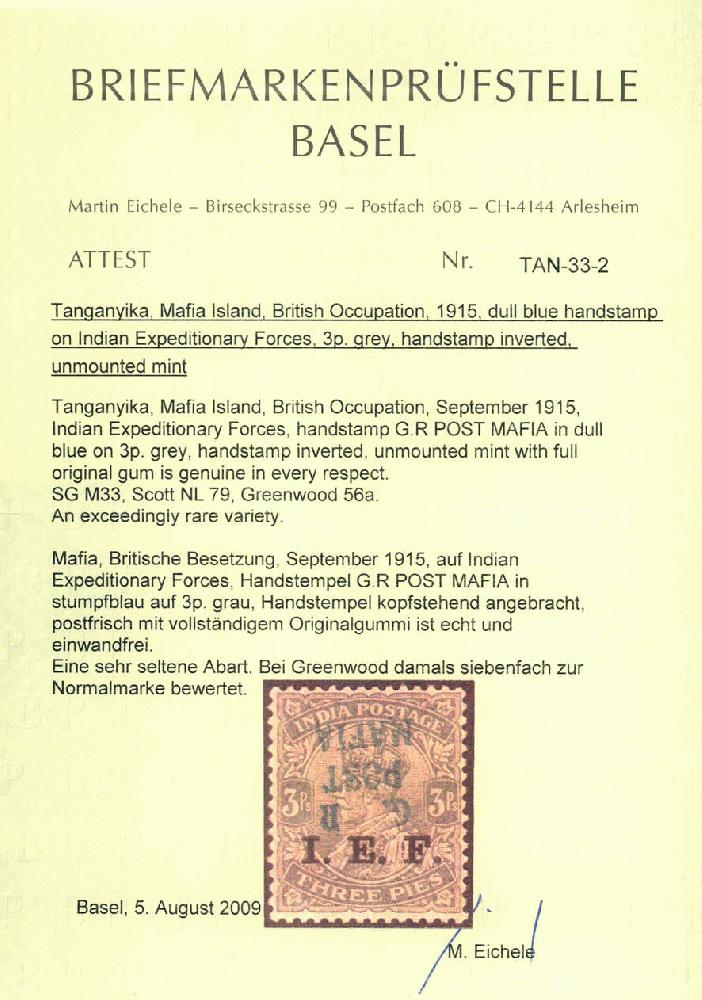 BRIEFMARKENPRÜFSTELLE
BASEL
Martin Eichele – Birseckstrasse 99 – Postfach 608 – CH-4144 Arlesheim
ATTEST Nr. TAN-33-2
Tanganyika, Mafia Island, British Occupation, 1915, dull blue handstamp
on Indian Expeditionary Forces, 3p. grey, handstamp inverted,
unmounted mint
Tanganyika, Mafia Island, British Occupation, September 1915,
Indian Expeditionary Forces, handstamp G.R POST MAFIA in dull
blue on 3p. grey, handstamp inverted, unmounted mint with full
original gum is genuine in every respect.
SG M33, Scott NL 79, Greenwood 56a.
An exceedingly rare variety.
Mafia, Britische Besetzung, September 1915, auf Indian
Expeditionary Forces, Handstempel G.R POST MAFIA in
stumpfblau auf 3p. grau, Handstempel kopfstehend angebracht,
postfrisch mit vollständigem Originalgummi ist echt und
einwandfrei.
Eine sehr seltene Abart. Bei Greenwood damals siebenfach zur
Normalmarke bewertet.
INDIA POSTAGE
MAFIA
POST
G. R
3Ps 3Ps
I. E. F.
THREE PIES
Basel, 5. August 2009
M. Eichele